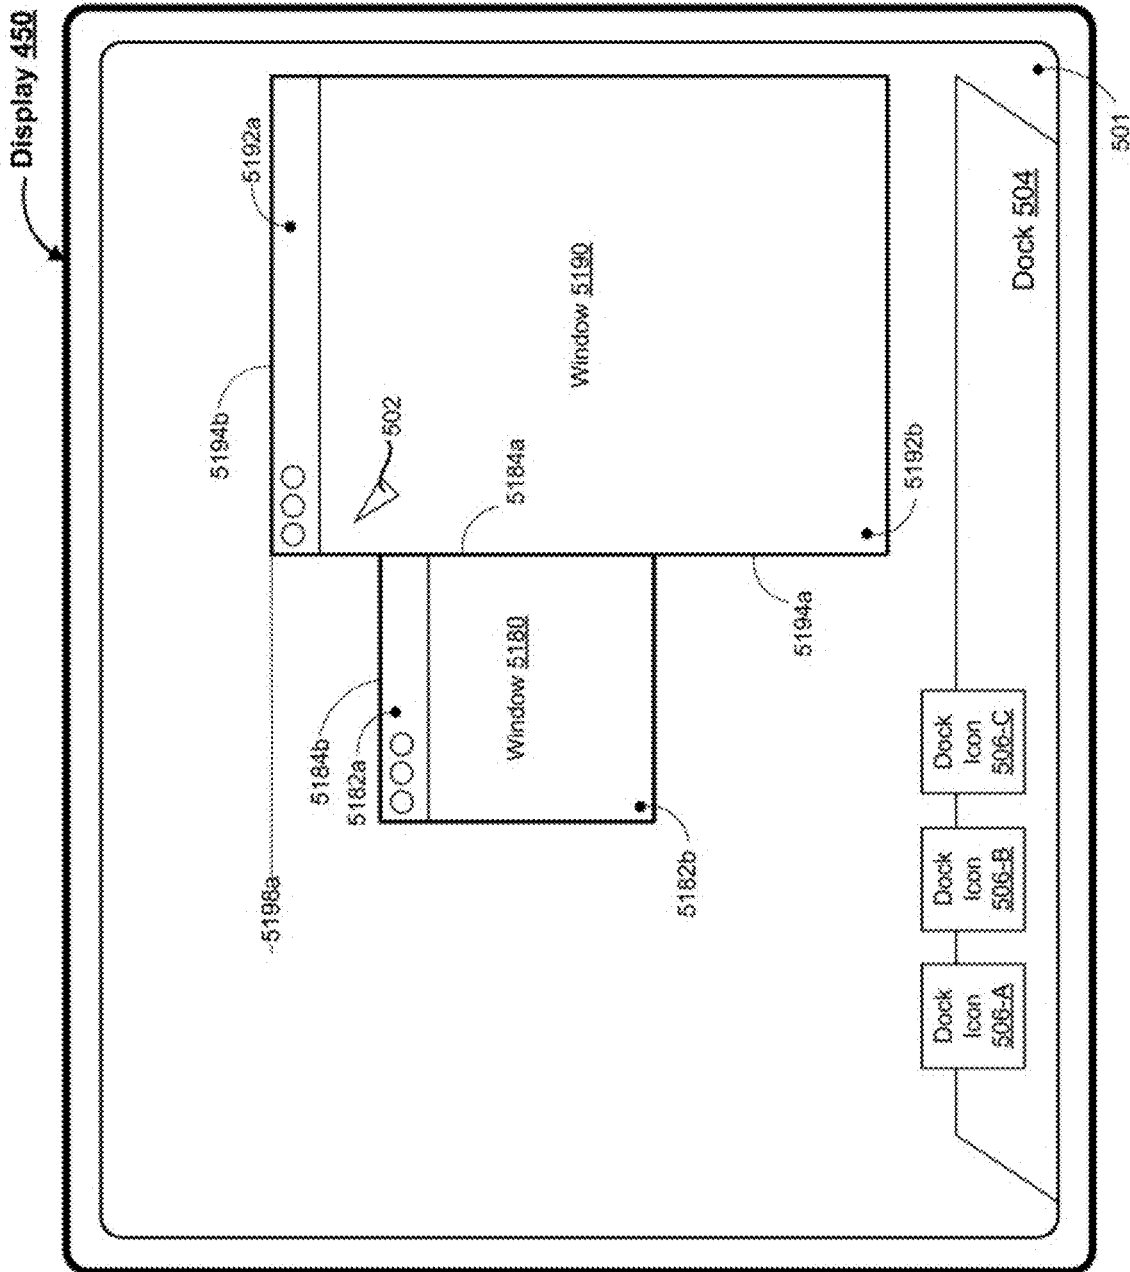 Display 450
5194b
5192a
5198a
5184b
5182a
502
5184a
Window 5190
Window 5180
5182b
5194a
5192b
Dock
Icon
506-A
Dock
Icon
506-B
Dock
Icon
506-C
Dock 504
501